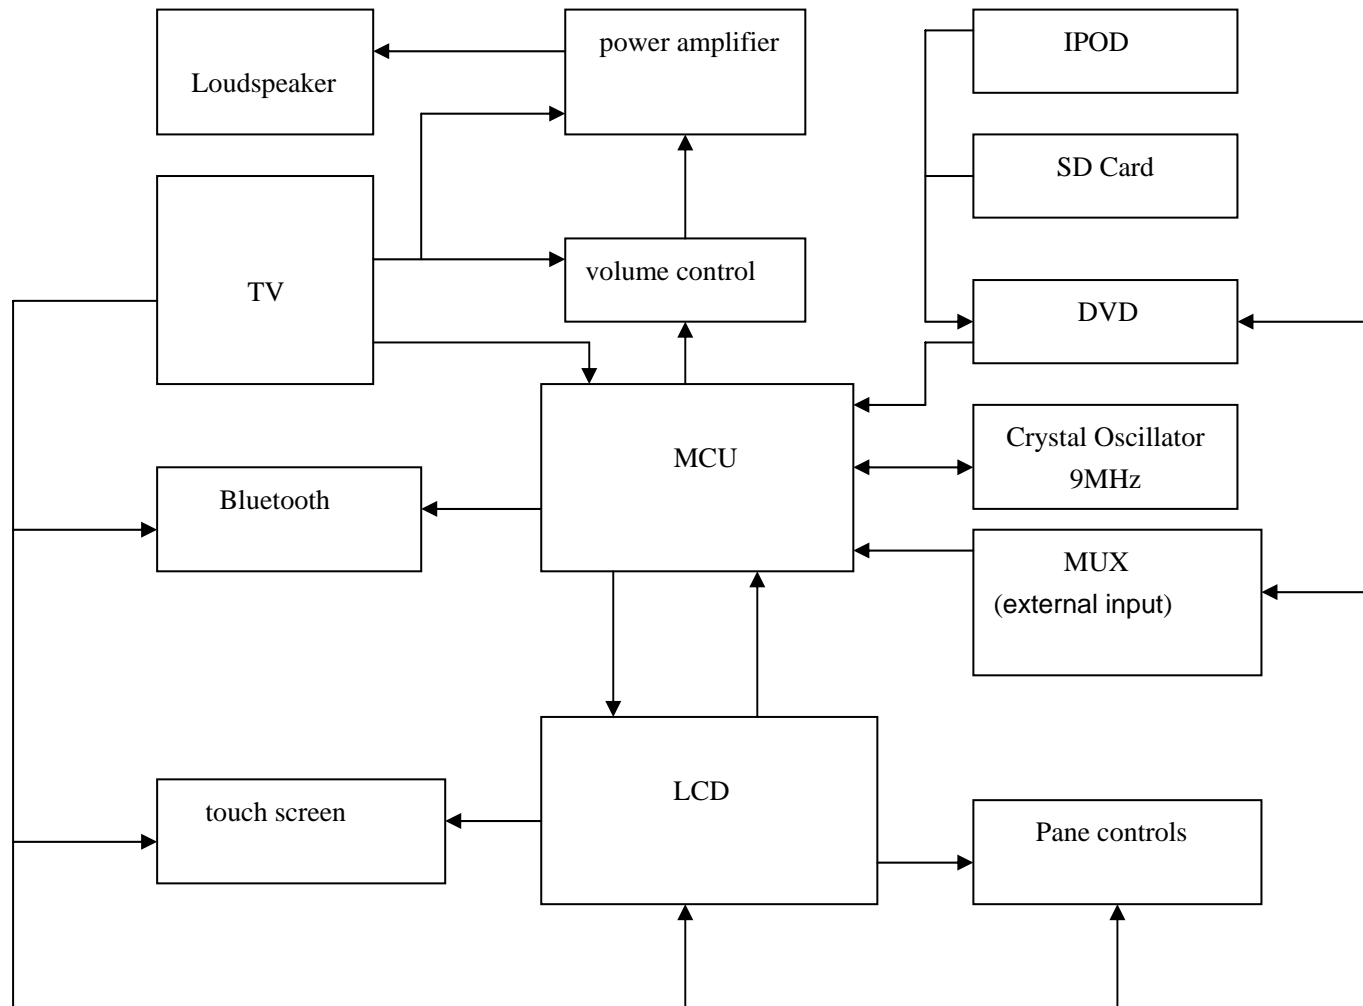 power amplifier
IPOD
Loudspeaker
SD Card
volume control
TV
DVD
Crystal Oscillator
9MHz
MCU
Bluetooth
MUX
(external input)
touch screen
LCD
Pane controls